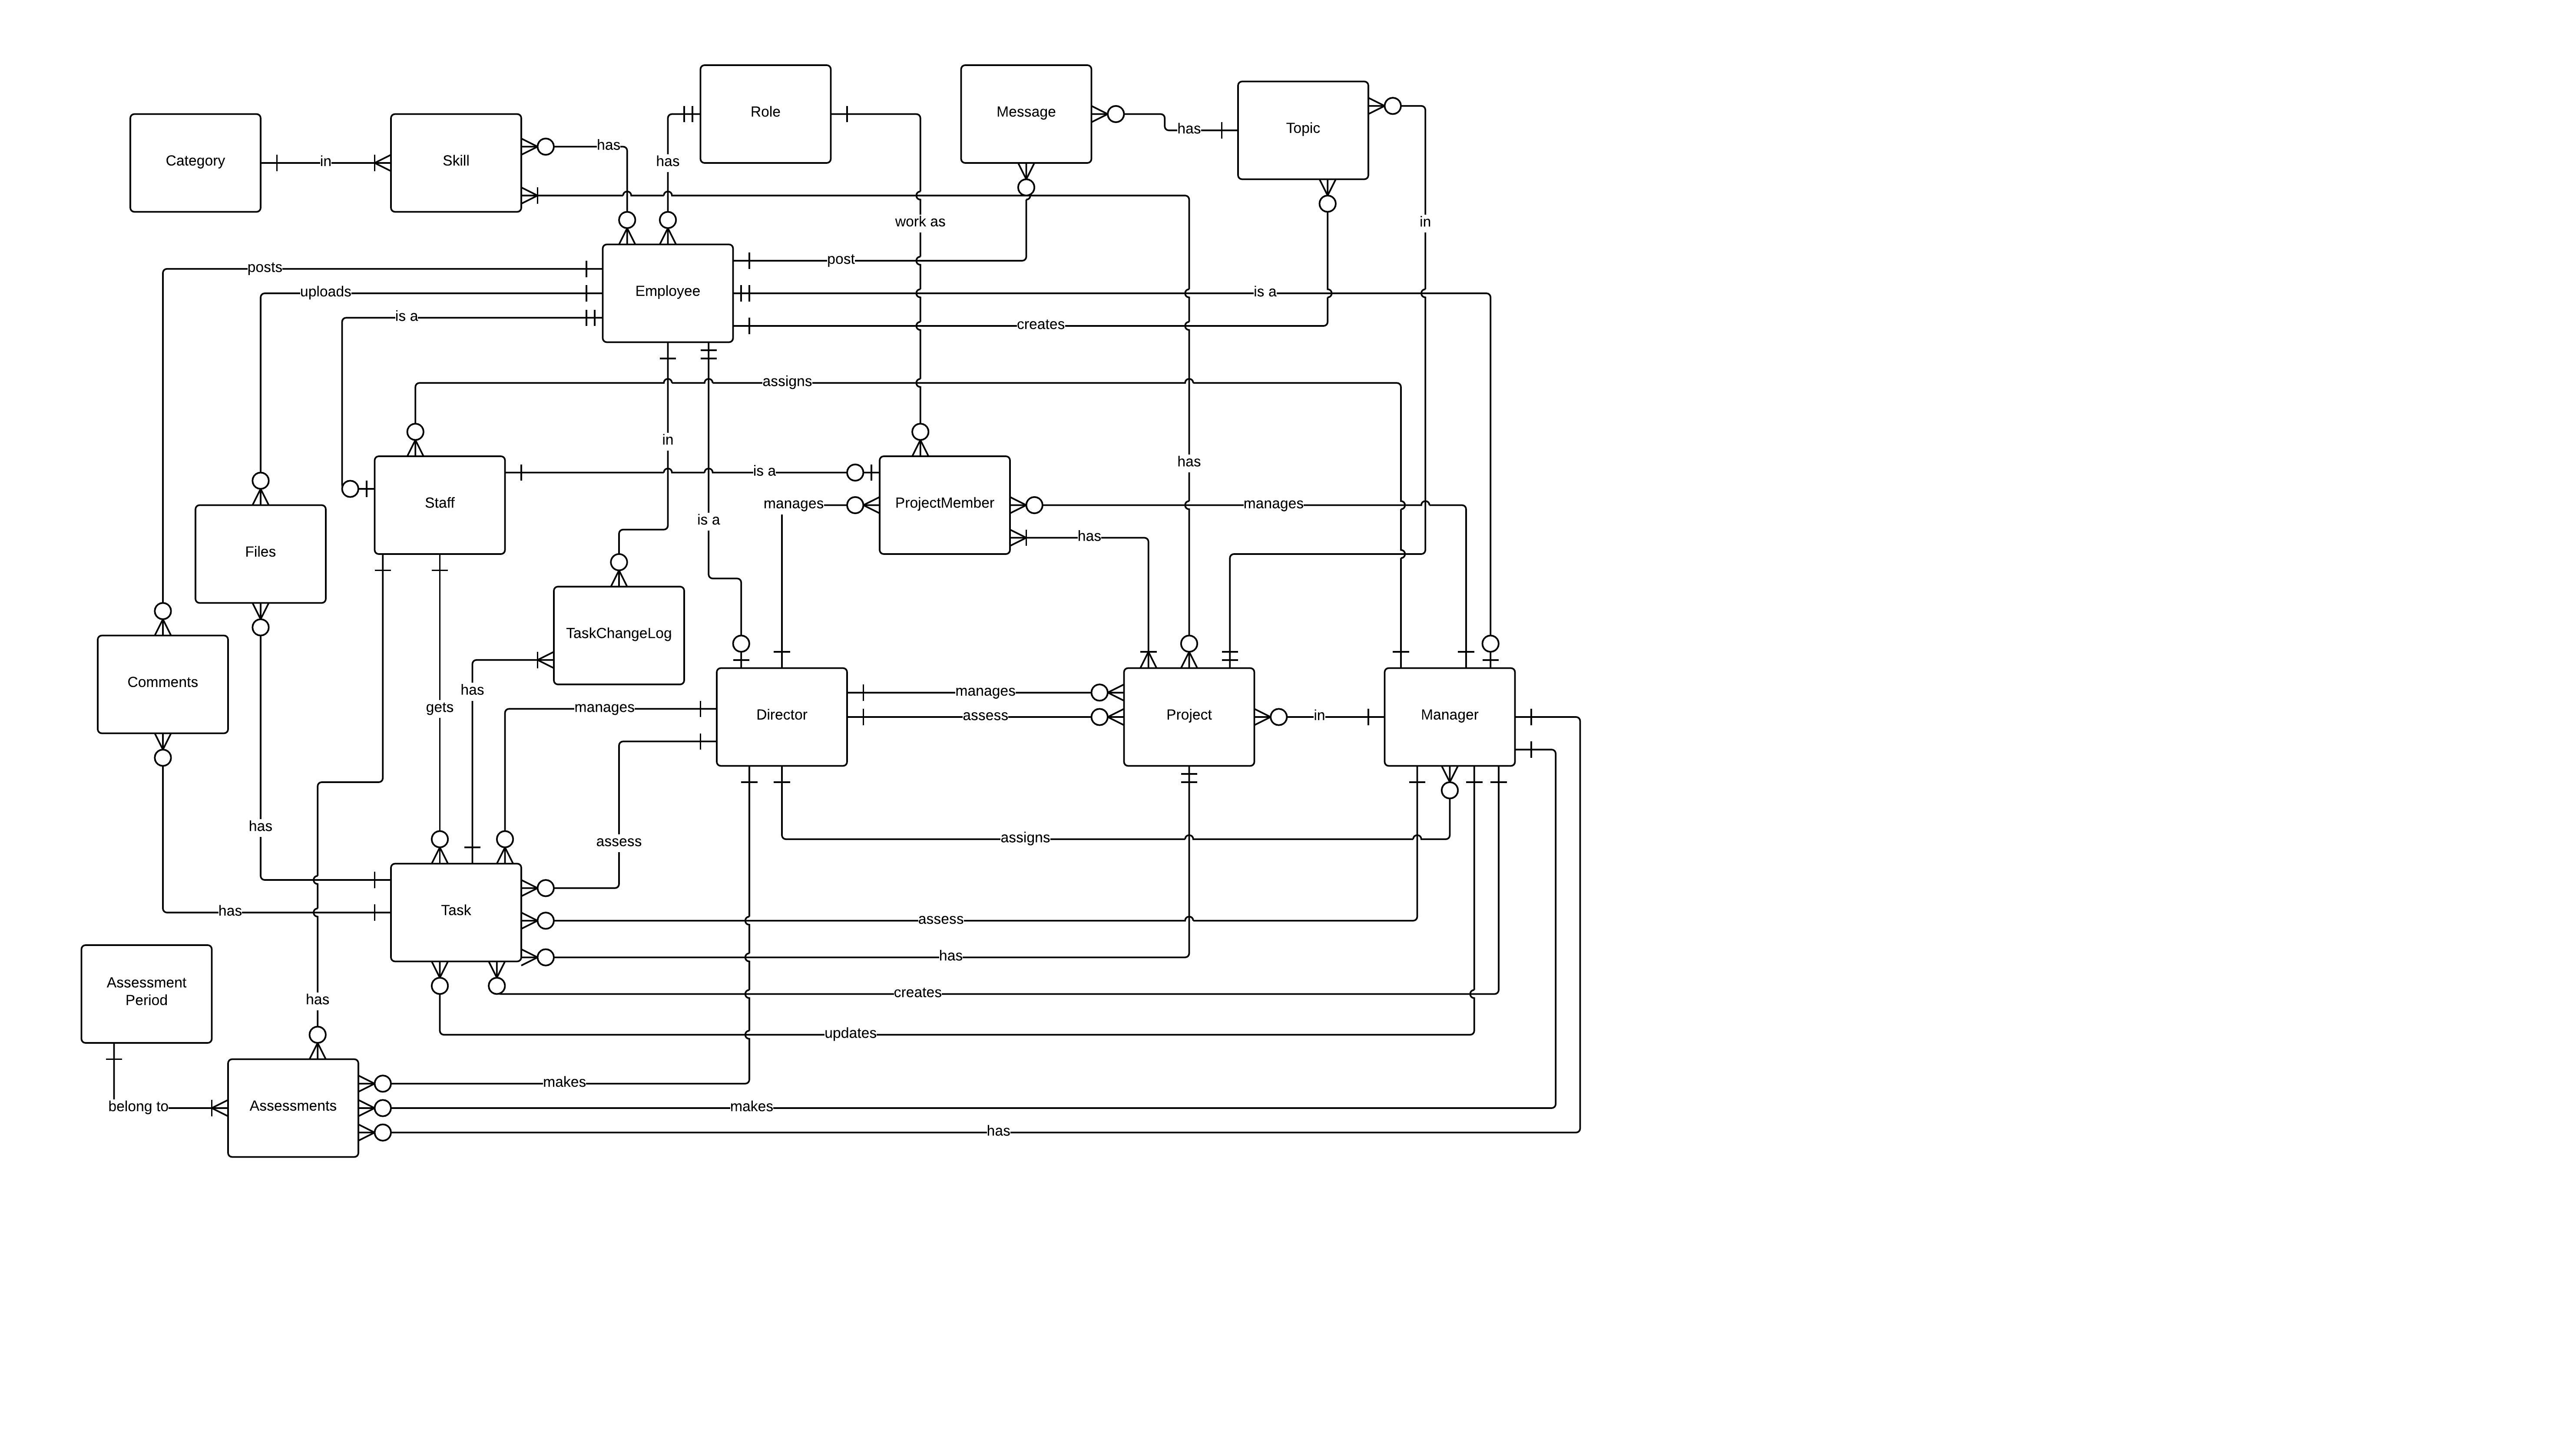 Role
Message
Topic
Category
in
Skill
has
has
has
work as
in
posts
post
uploads
Employee
is a
is a
creates
assigns
in
has
is a
Staff
manages
ProjectMember
manages
is a
has
Files
TaskChangeLog
Comments
has
manages
gets
manages
Director
assess
Project
in
Manager
has
assess
assigns
has
Task
assess
has
creates
Assessment
Period
has
updates
makes
belong to
Assessments
makes
has